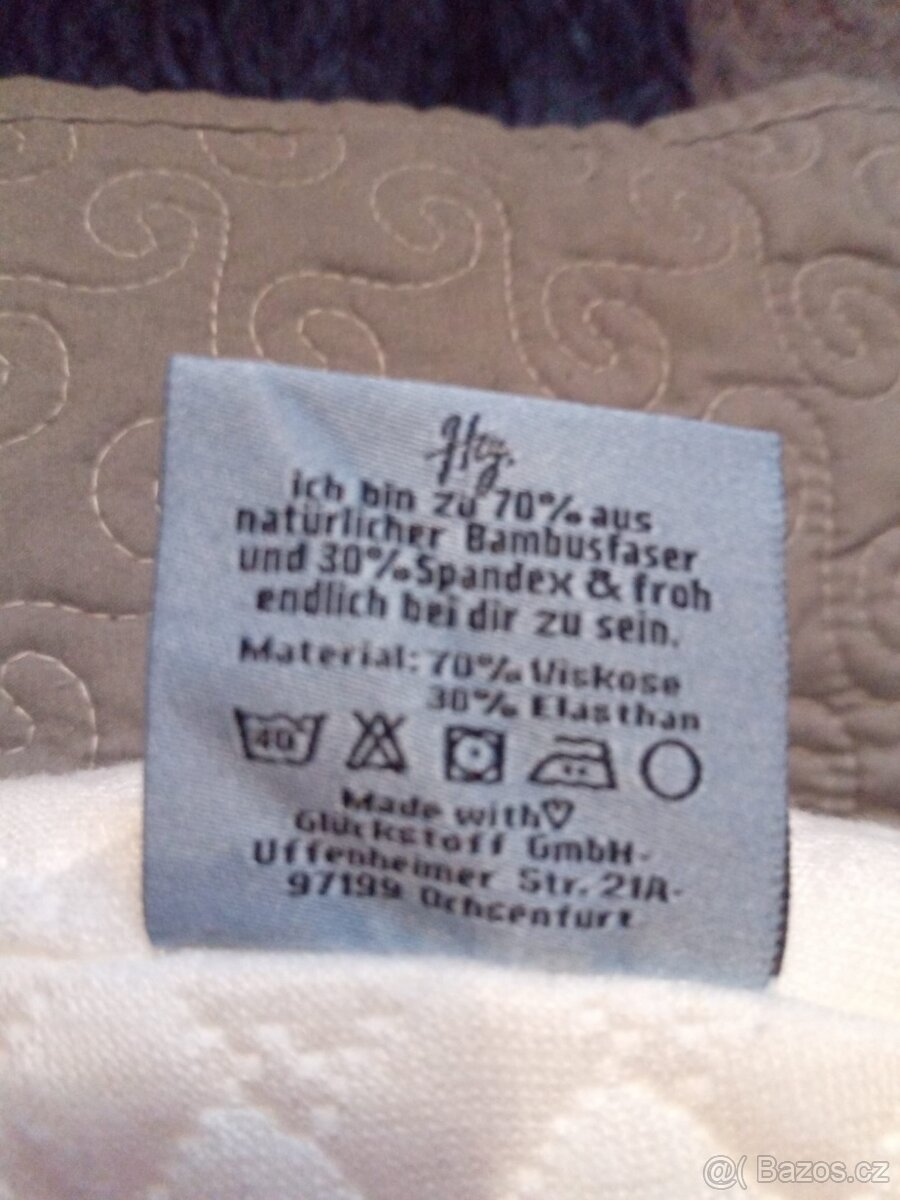 Hey,
ich bin zu 70% aus
natürlicher Bambusfaser
und 30% Spandex & froh
endlich bei dir zu sein.
Material: 70% Viskose
30% Elasthan
40°
Made with♡
Glückstoff GmbH-
Uffenheimer Str. 21A-
97199 Ochsenfurt
@( Bazos.cz